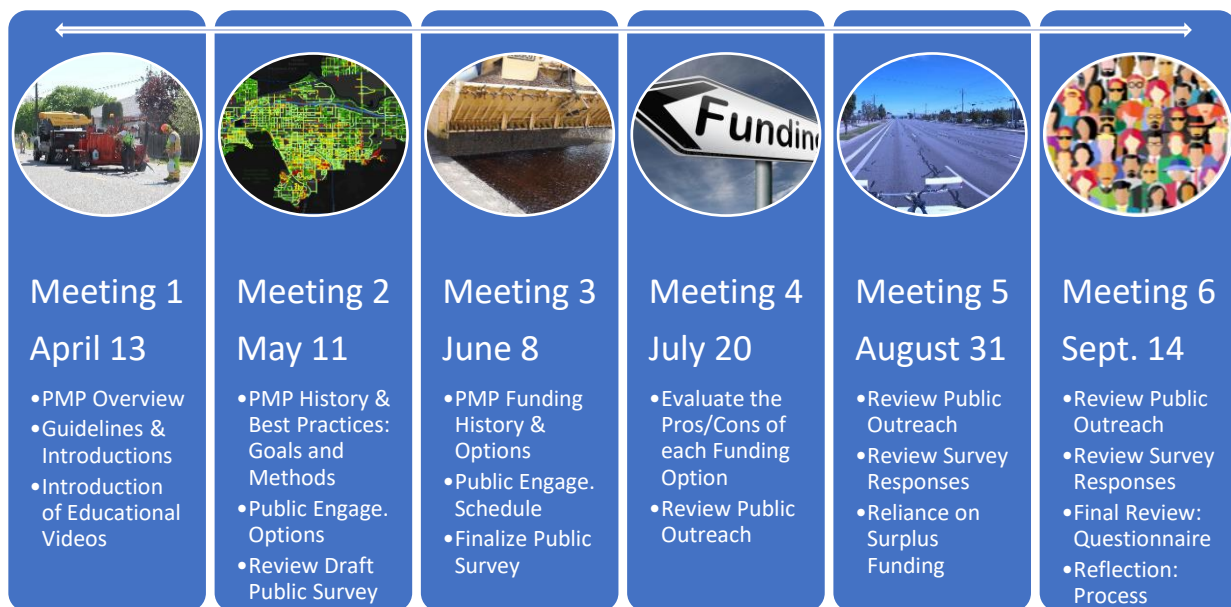 Funding
Meeting 1
April 13
•PMP Overview
•Guidelines &
Introductions
•Introduction
of Educational
Videos
Meeting 2
May 11
•PMP History &
Best Practices:
Goals and
Methods
•Public Engage.
Options
•Review Draft
Public Survey
Meeting 3
June 8
•PMP Funding
History &
Options
•Public Engage.
Schedule
•Finalize Public
Survey
Meeting 4
July 20
•Evaluate the
Pros/Cons of
each Funding
Option
•Review Public
Outreach
Meeting 5
August 31
•Review Public
Outreach
•Review Survey
Responses
•Reliance on
Surplus
Funding
Meeting 6
Sept. 14
•Review Public
Outreach
•Review Survey
Responses
•Final Review:
Questionnaire
•Reflection:
Process